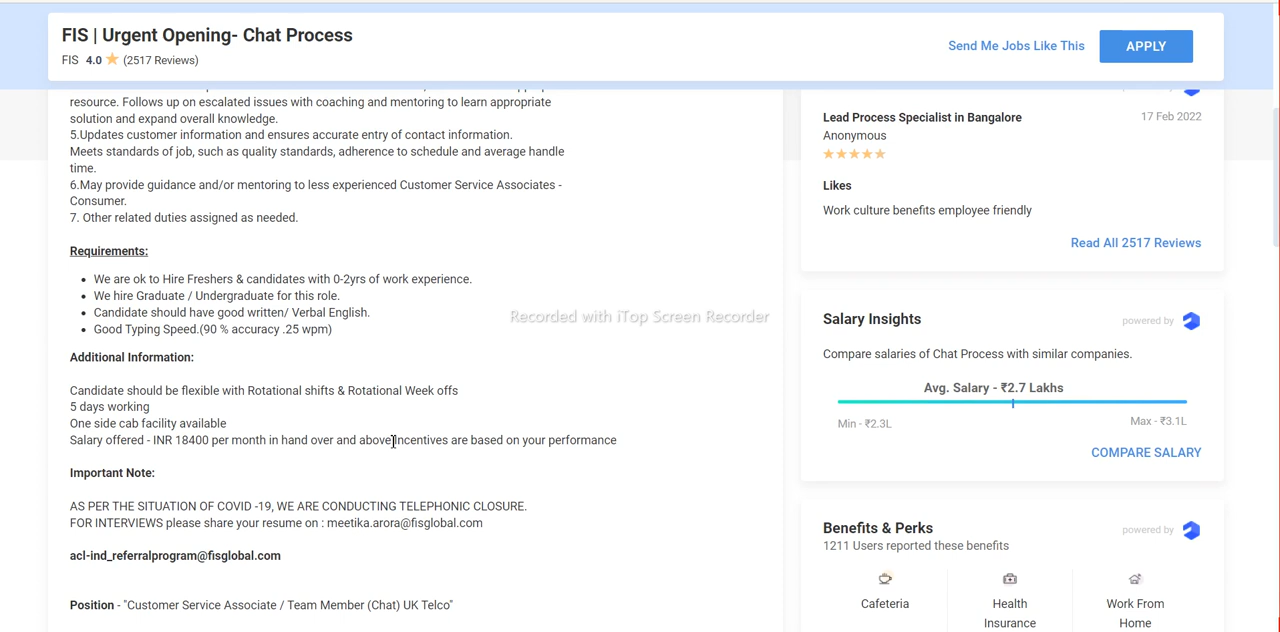 FIS | Urgent Opening- Chat Process
FIS 4.0 (2517 Reviews)
Send Me Jobs Like This
APPLY
resource. Follows up on escalated issues with coaching and mentoring to learn appropriate
solution and expand overall knowledge.
5.Updates customer information and ensures accurate entry of contact information.
Meets standards of job, such as quality standards, adherence to schedule and average handle
time.
6.May provide guidance and/or mentoring to less experienced Customer Service Associates -
Consumer.
7. Other related duties assigned as needed.
Requirements:
• We are ok to Hire Freshers & candidates with 0-2yrs of work experience.
• We hire Graduate / Undergraduate for this role.
• Candidate should have good written/ Verbal English.
• Good Typing Speed.(90 % accuracy .25 wpm)
Additional Information:
Candidate should be flexible with Rotational shifts & Rotational Week offs
5 days working
One side cab facility available
Salary offered - INR 18400 per month in hand over and above Incentives are based on your performance
Important Note:
AS PER THE SITUATION OF COVID -19, WE ARE CONDUCTING TELEPHONIC CLOSURE.
FOR INTERVIEWS please share your resume on : meetika.arora@fisglobal.com
acl-ind_referralprogram@fisglobal.com
Position - "Customer Service Associate / Team Member (Chat) UK Telco"
Recorded with iTop Screen Recorder
Lead Process Specialist in Bangalore
17 Feb 2022
Anonymous
Likes
Work culture benefits employee friendly
Read All 2517 Reviews
Salary Insights
powered by
Compare salaries of Chat Process with similar companies.
Avg. Salary - ₹2.7 Lakhs
Min - ₹2.3L
Max - ₹3.1L
COMPARE SALARY
Benefits & Perks
powered by
1211 Users reported these benefits
Cafeteria
Health
Insurance
Work From
Home